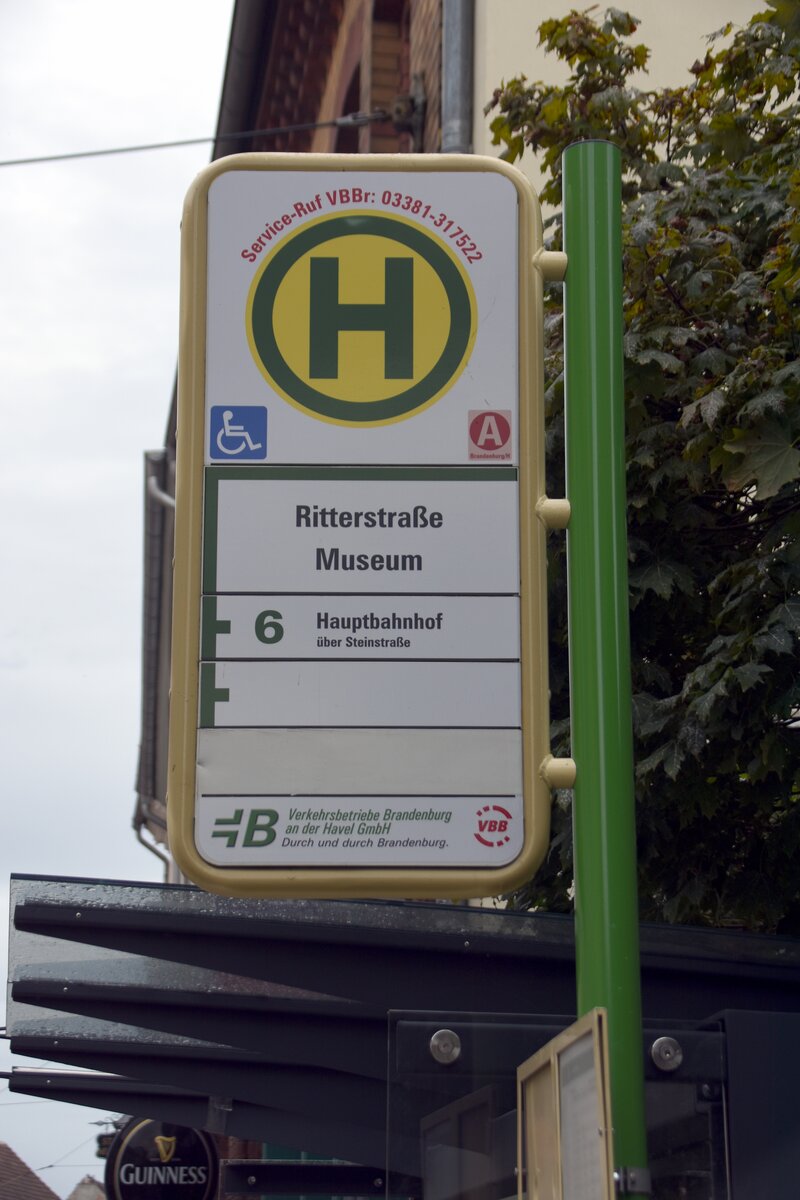 Service-Ruf VBBr: 03381-317522
H
A
Brandenburg/H
Ritterstraße
Museum
6 Hauptbahnhof
über Steinstraße
B Verkehrsbetriebe Brandenburg
an der Havel GmbH
Durch und durch Brandenburg.
VBB
GUINNESS